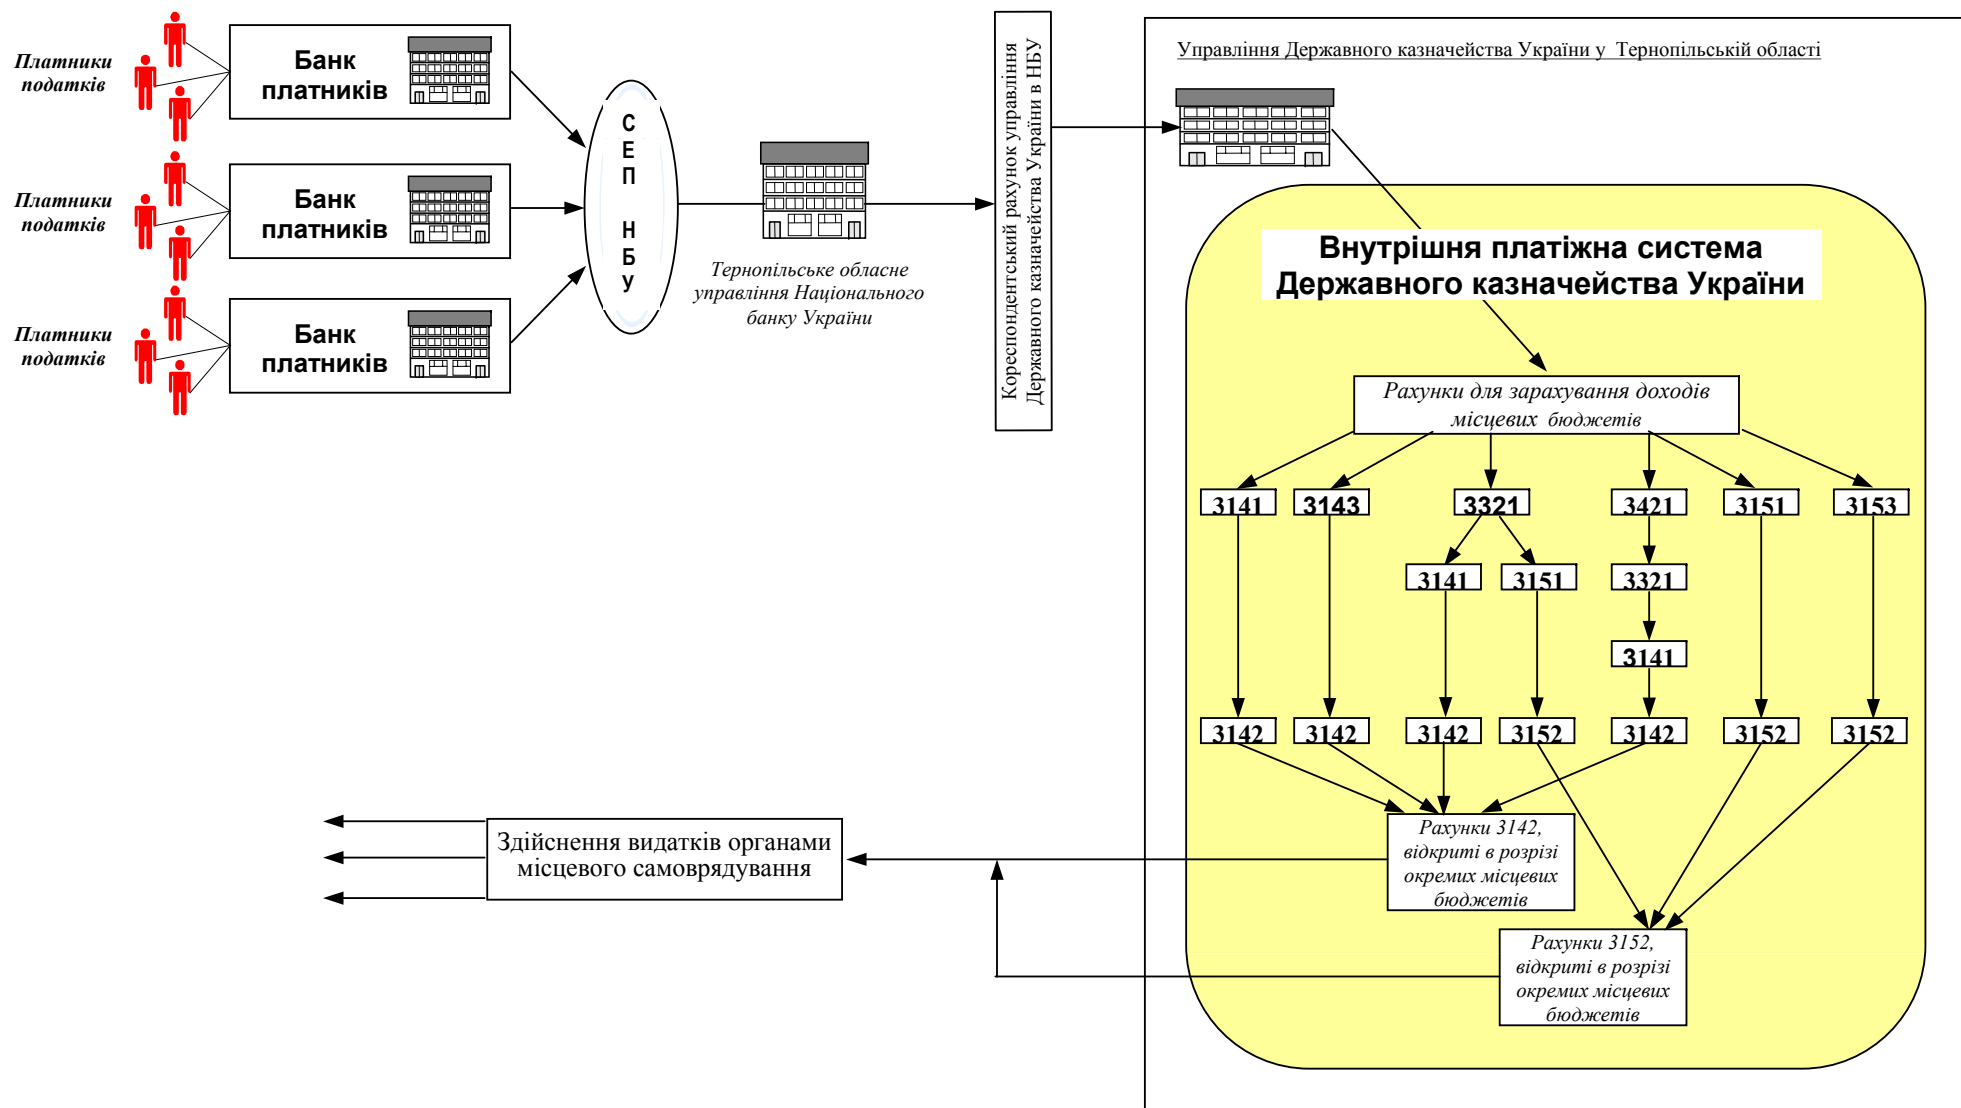 Платники
податків
Банк
платників
Платники
податків
Банк
платників
Платники
податків
Банк
платників
С
Е
П
Н
Б
У
Тернопільське обласне
управління Національного
банку України
Кореспондентський рахунок управління
Державного казначейства України в НБУ
Управління Державного казначейства України у Тернопільській області
Внутрішня платіжна система
Державного казначейства України
Рахунки для зарахування доходів
місцевих бюджетів
3141 3143 3321 3421 3151 3153
3141 3151 3321
3141
3142 3142 3142 3152 3142 3152 3152
Рахунки 3142,
відкриті в розрізі
окремих місцевих
бюджетів
Здійснення видатків органами
місцевого самоврядування
Рахунки 3152,
відкриті в розрізі
окремих місцевих
бюджетів